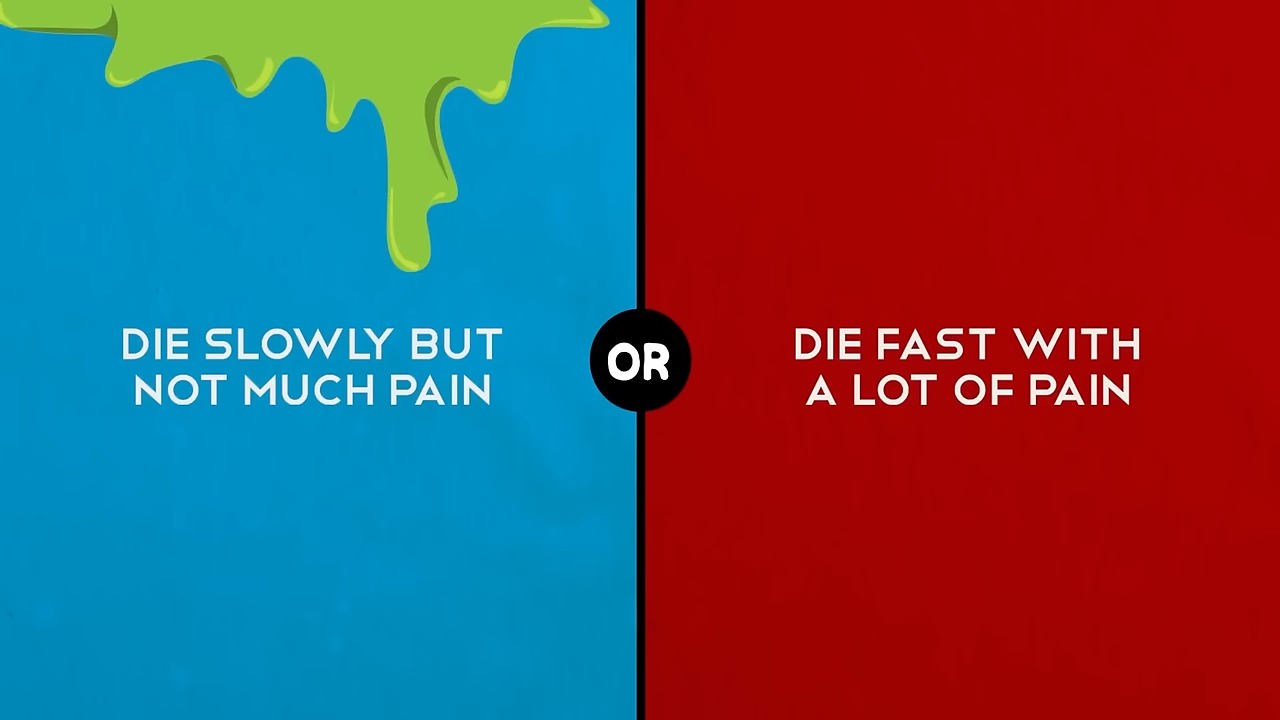 DIE SLOWLY BUT
NOT MUCH PAIN
OR
DIE FAST WITH
A LOT OF PAIN